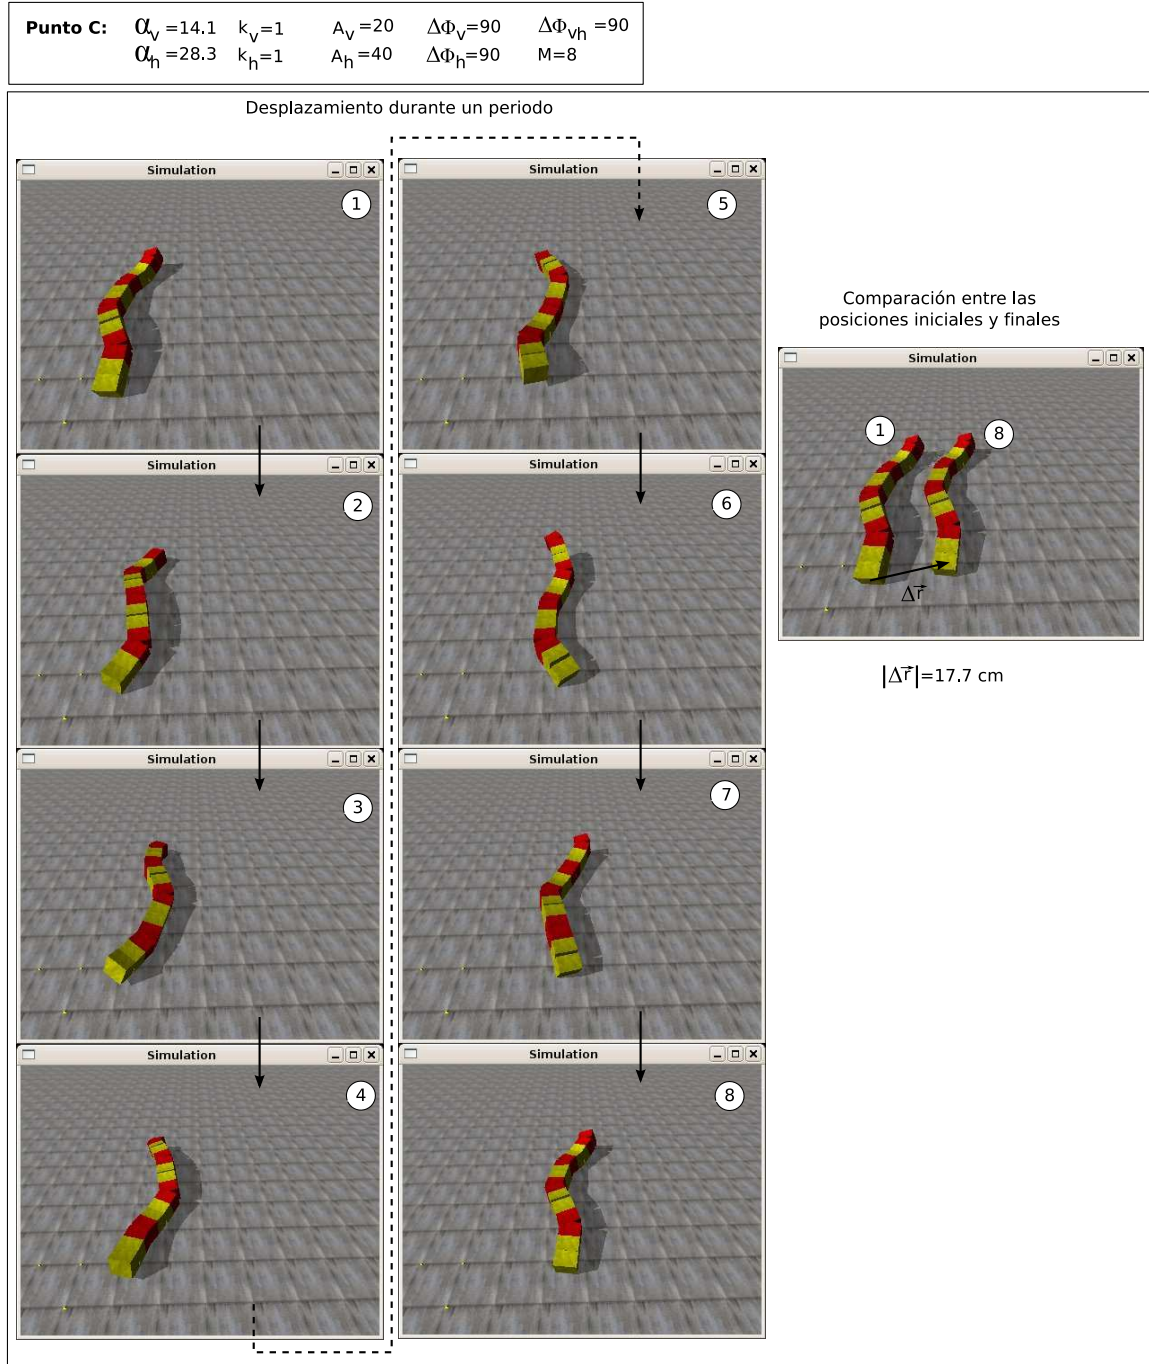 Punto C: αv=14.1 kv=1 Av=20 ΔΦv=90 ΔΦvh=90
αh=28.3 kh=1 Ah=40 ΔΦh=90 M=8
Desplazamiento durante un periodo
Simulation
1
Simulation
2
Simulation
3
Simulation
4
Simulation
5
Simulation
6
Simulation
7
Simulation
8
Comparación entre las
posiciones iniciales y finales
Simulation
1
8
Δr⃗
|Δr⃗|=17.7 cm